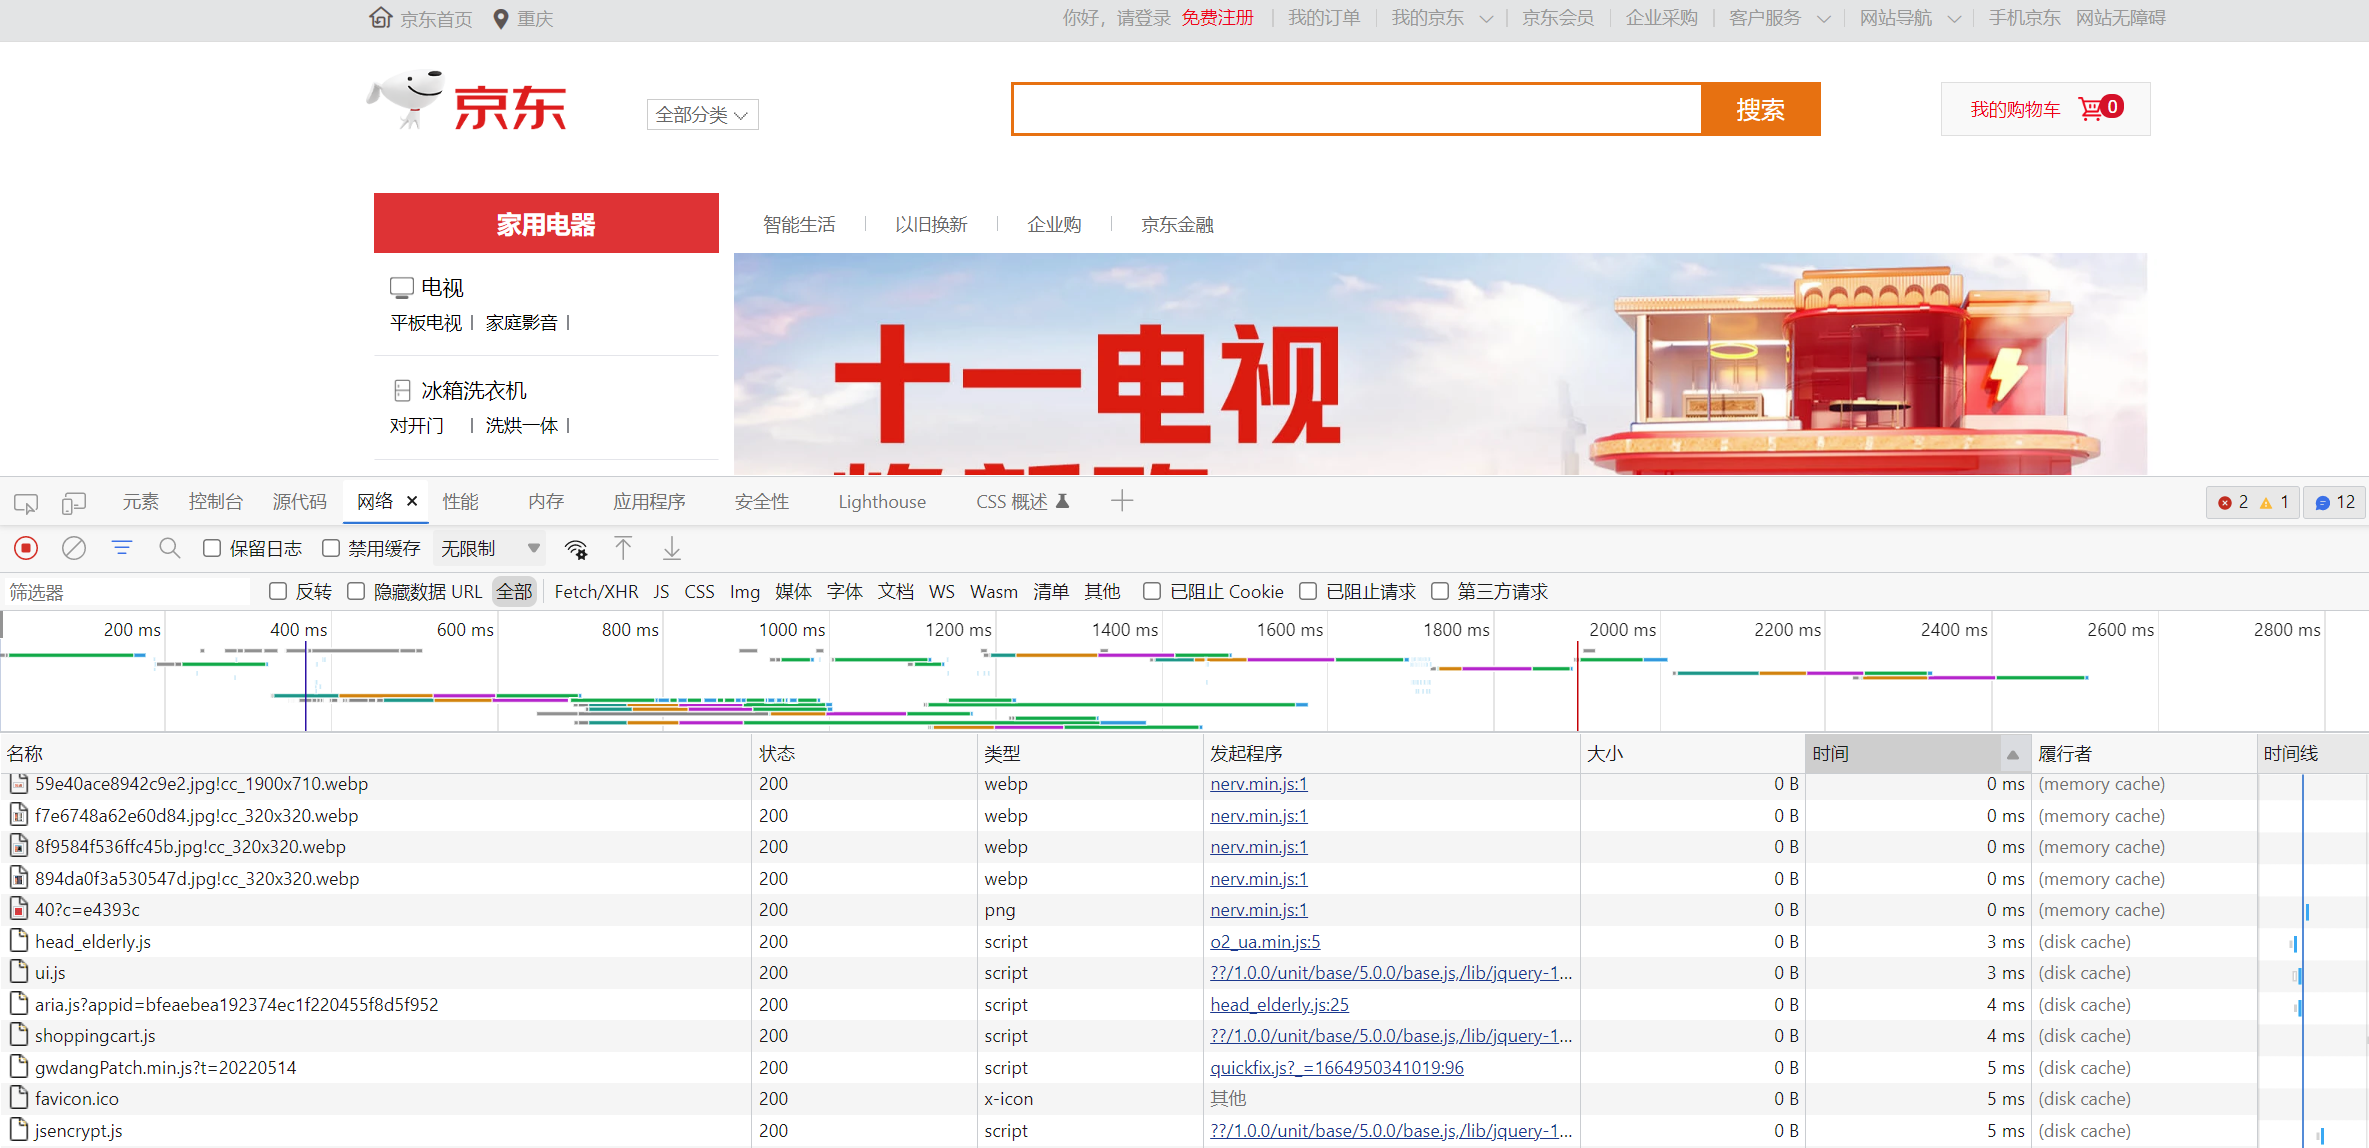 京东首页 重庆 你好，请登录 免费注册 我的订单 我的京东 京东会员 企业采购 客户服务 网站导航 手机京东 网站无障碍
京东 全部分类 搜索 我的购物车 0
家用电器 智能生活 以旧换新 企业购 京东金融
电视
平板电视 家庭影音
冰箱洗衣机
对开门 洗烘一体
十一电视
元素 控制台 源代码 网络 性能 内存 应用程序 安全性 Lighthouse CSS 概述 2 1 12
保留日志 禁用缓存 无限制
筛选器 反转 隐藏数据 URL 全部 Fetch/XHR JS CSS Img 媒体 字体 文档 WS Wasm 清单 其他 已阻止 Cookie 已阻止请求 第三方请求
200 ms 400 ms 600 ms 800 ms 1000 ms 1200 ms 1400 ms 1600 ms 1800 ms 2000 ms 2200 ms 2400 ms 2600 ms 2800 ms
名称 状态 类型 发起程序 大小 时间 履行者 时间线
59e40ace8942c9e2.jpg!cc_1900x710.webp 200 webp nerv.min.js:1 0 B 0 ms (memory cache)
f7e6748a62e60d84.jpg!cc_320x320.webp 200 webp nerv.min.js:1 0 B 0 ms (memory cache)
8f9584f536ffc45b.jpg!cc_320x320.webp 200 webp nerv.min.js:1 0 B 0 ms (memory cache)
894da0f3a530547d.jpg!cc_320x320.webp 200 webp nerv.min.js:1 0 B 0 ms (memory cache)
40?c=e4393c 200 png nerv.min.js:1 0 B 0 ms (memory cache)
head_elderly.js 200 script o2_ua.min.js:5 0 B 3 ms (disk cache)
ui.js 200 script ??/1.0.0/unit/base/5.0.0/base.js,/lib/jquery-1... 0 B 3 ms (disk cache)
aria.js?appid=bfeaebea192374ec1f220455f8d5f952 200 script head_elderly.js:25 0 B 4 ms (disk cache)
shoppingcart.js 200 script ??/1.0.0/unit/base/5.0.0/base.js,/lib/jquery-1... 0 B 4 ms (disk cache)
gwdangPatch.min.js?t=20220514 200 script quickfix.js?_=1664950341019:96 0 B 5 ms (disk cache)
favicon.ico 200 x-icon 其他 0 B 5 ms (disk cache)
jsencrypt.js 200 script ??/1.0.0/unit/base/5.0.0/base.js,/lib/jquery-1... 0 B 5 ms (disk cache)